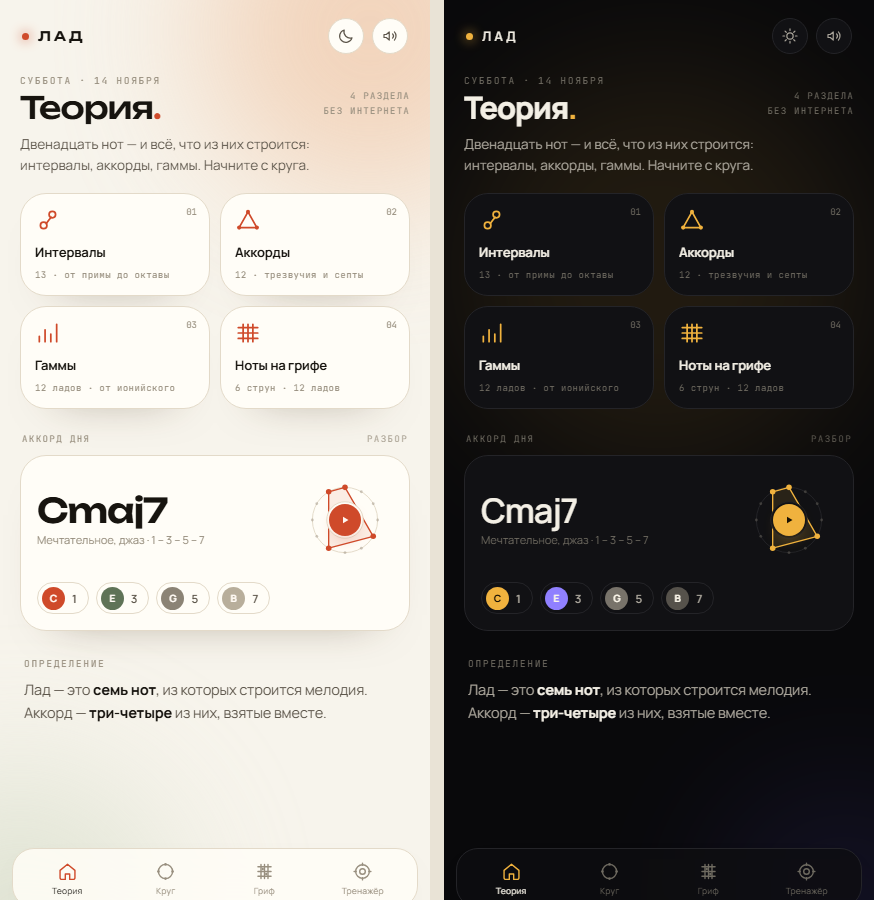 ЛАД
СУББОТА · 14 НОЯБРЯ
Теория.
4 РАЗДЕЛА
БЕЗ ИНТЕРНЕТА
Двенадцать нот — и всё, что из них строится:
интервалы, аккорды, гаммы. Начните с круга.
01
Интервалы
13 · от примы до октавы
02
Аккорды
12 · трезвучия и септы
03
Гаммы
12 ладов · от ионийского
04
Ноты на грифе
6 струн · 12 ладов
АККОРД ДНЯ
РАЗБОР
Cmaj7
Мечтательное, джаз · 1 – 3 – 5 – 7
C 1 E 3 G 5 B 7
ОПРЕДЕЛЕНИЕ
Лад — это семь нот, из которых строится мелодия.
Аккорд — три-четыре из них, взятые вместе.
Теория Круг Гриф Тренажёр
ЛАД
СУББОТА · 14 НОЯБРЯ
Теория.
4 РАЗДЕЛА
БЕЗ ИНТЕРНЕТА
Двенадцать нот — и всё, что из них строится:
интервалы, аккорды, гаммы. Начните с круга.
01
Интервалы
13 · от примы до октавы
02
Аккорды
12 · трезвучия и септы
03
Гаммы
12 ладов · от ионийского
04
Ноты на грифе
6 струн · 12 ладов
АККОРД ДНЯ
РАЗБОР
Cmaj7
Мечтательное, джаз · 1 – 3 – 5 – 7
C 1 E 3 G 5 B 7
ОПРЕДЕЛЕНИЕ
Лад — это семь нот, из которых строится мелодия.
Аккорд — три-четыре из них, взятые вместе.
Теория Круг Гриф Тренажёр